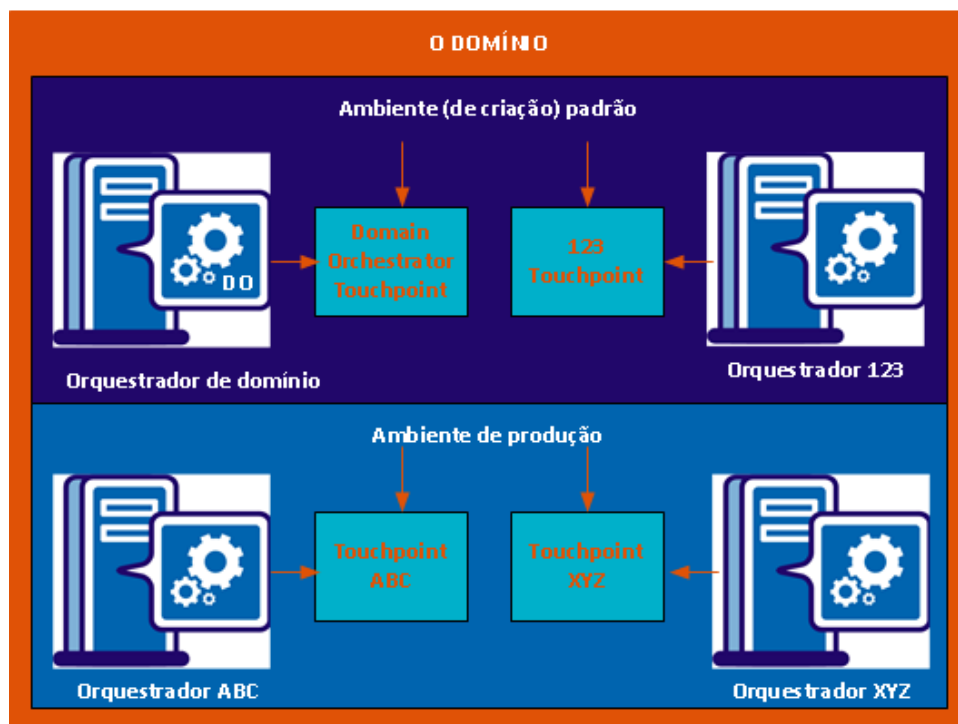 O DOMÍNIO
Ambiente (de criação) padrão
Domain
Orchestrator
Touchpoint
123
Touchpoint
DO
Orquestrador de domínio
Orquestrador 123
Ambiente de produção
Touchpoint
ABC
Touchpoint
XYZ
Orquestrador ABC
Orquestrador XYZ